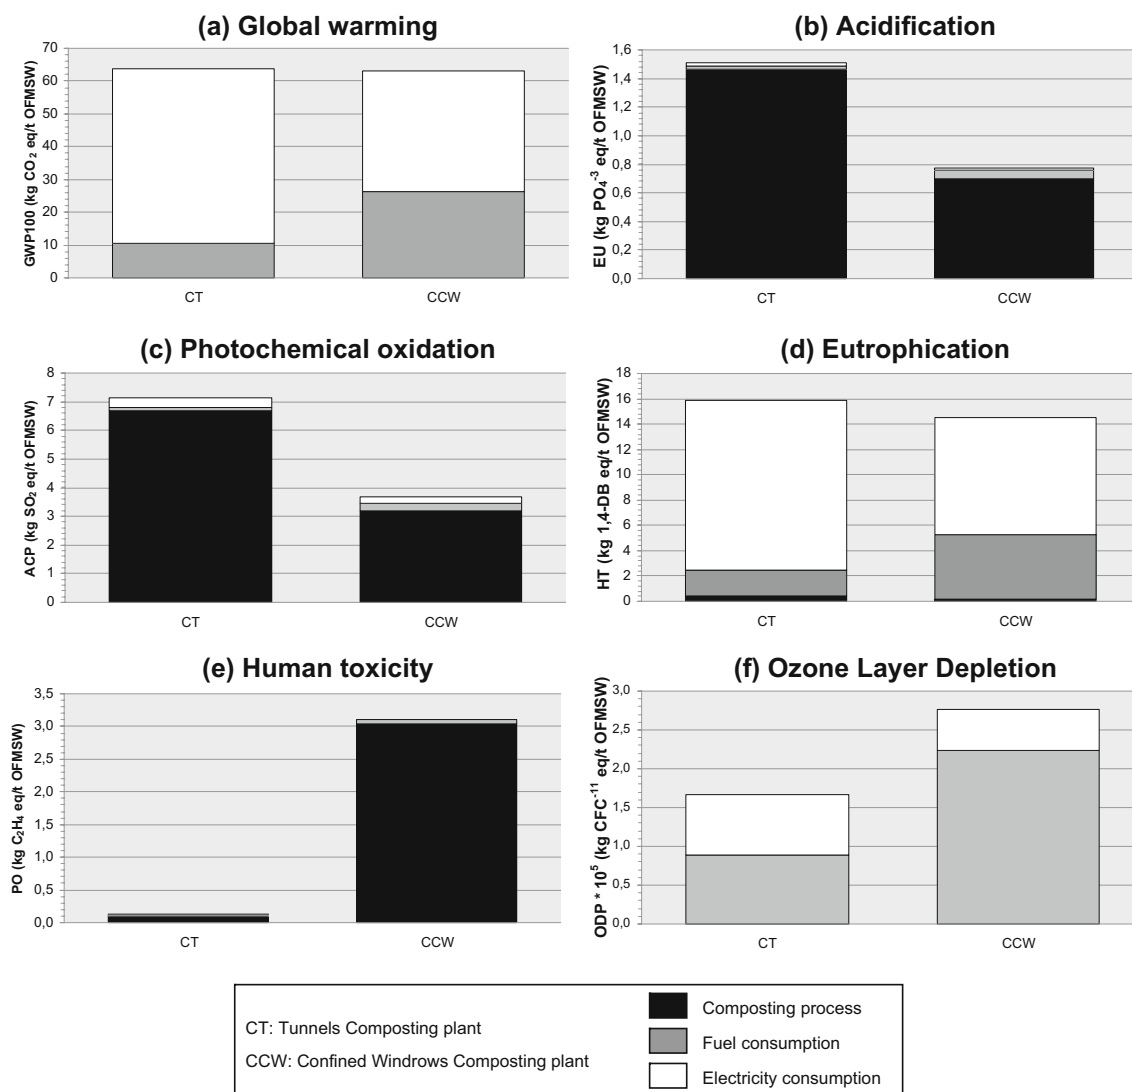 (a) Global warming
GWP100 (kg CO₂ eq/t OFMSW)
70
60
50
40
30
20
10
0
CT
CCW
(b) Acidification
EU (kg PO₄⁻³ eq/t OFMSW)
1,6
1,4
1,2
1,0
0,8
0,6
0,4
0,2
0,0
CT
CCW
(c) Photochemical oxidation
ACP (kg SO₂ eq/t OFMSW)
8
7
6
5
4
3
2
1
0
CT
CCW
(d) Eutrophication
HT (kg 1,4-DB eq/t OFMSW)
18
16
14
12
10
8
6
4
2
0
CT
CCW
(e) Human toxicity
PO (kg C₂H₄ eq/t OFMSW)
3,5
3,0
2,5
2,0
1,5
1,0
0,5
0,0
CT
CCW
(f) Ozone Layer Depletion
ODP * 10⁵ (kg CFC⁻¹¹ eq/t OFMSW)
3,0
2,5
2,0
1,5
1,0
0,5
0,0
CT
CCW
CT: Tunnels Composting plant
CCW: Confined Windrows Composting plant
Composting process
Fuel consumption
Electricity consumption